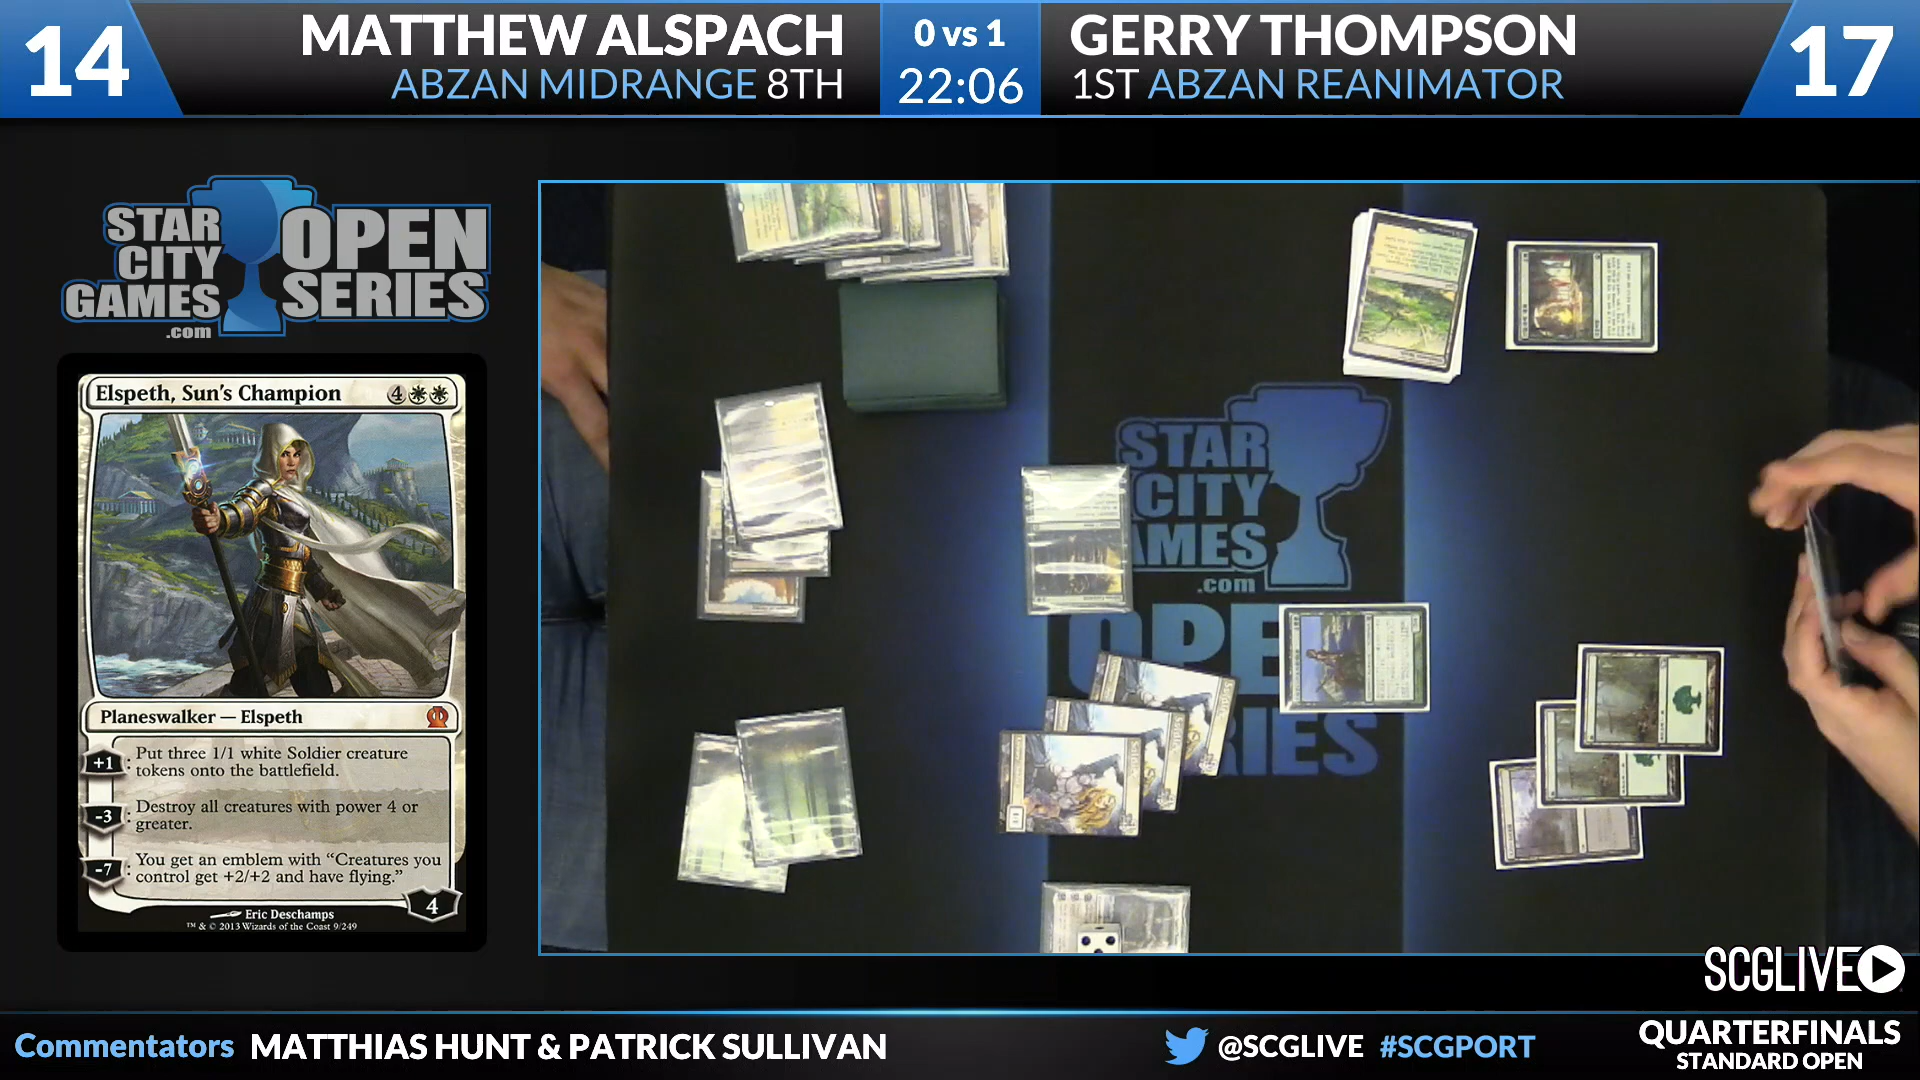 14
MATTHEW ALSPACH
ABZAN MIDRANGE 8TH
0 vs 1
22:06
GERRY THOMPSON
1ST ABZAN REANIMATOR
17
STAR CITY GAMES .com
OPEN SERIES
Elspeth, Sun's Champion 4
Planeswalker — Elspeth
+1: Put three 1/1 white Soldier creature
tokens onto the battlefield.
-3: Destroy all creatures with power 4 or
greater.
-7: You get an emblem with “Creatures you
control get +2/+2 and have flying.”
4
Eric Deschamps
™ & © 2013 Wizards of the Coast 9/249
STAR
CITY
GAMES
.com
OPEN
SERIES
SCGLIVE
Commentators MATTHIAS HUNT & PATRICK SULLIVAN
@SCGLIVE #SCGPORT
QUARTERFINALS
STANDARD OPEN